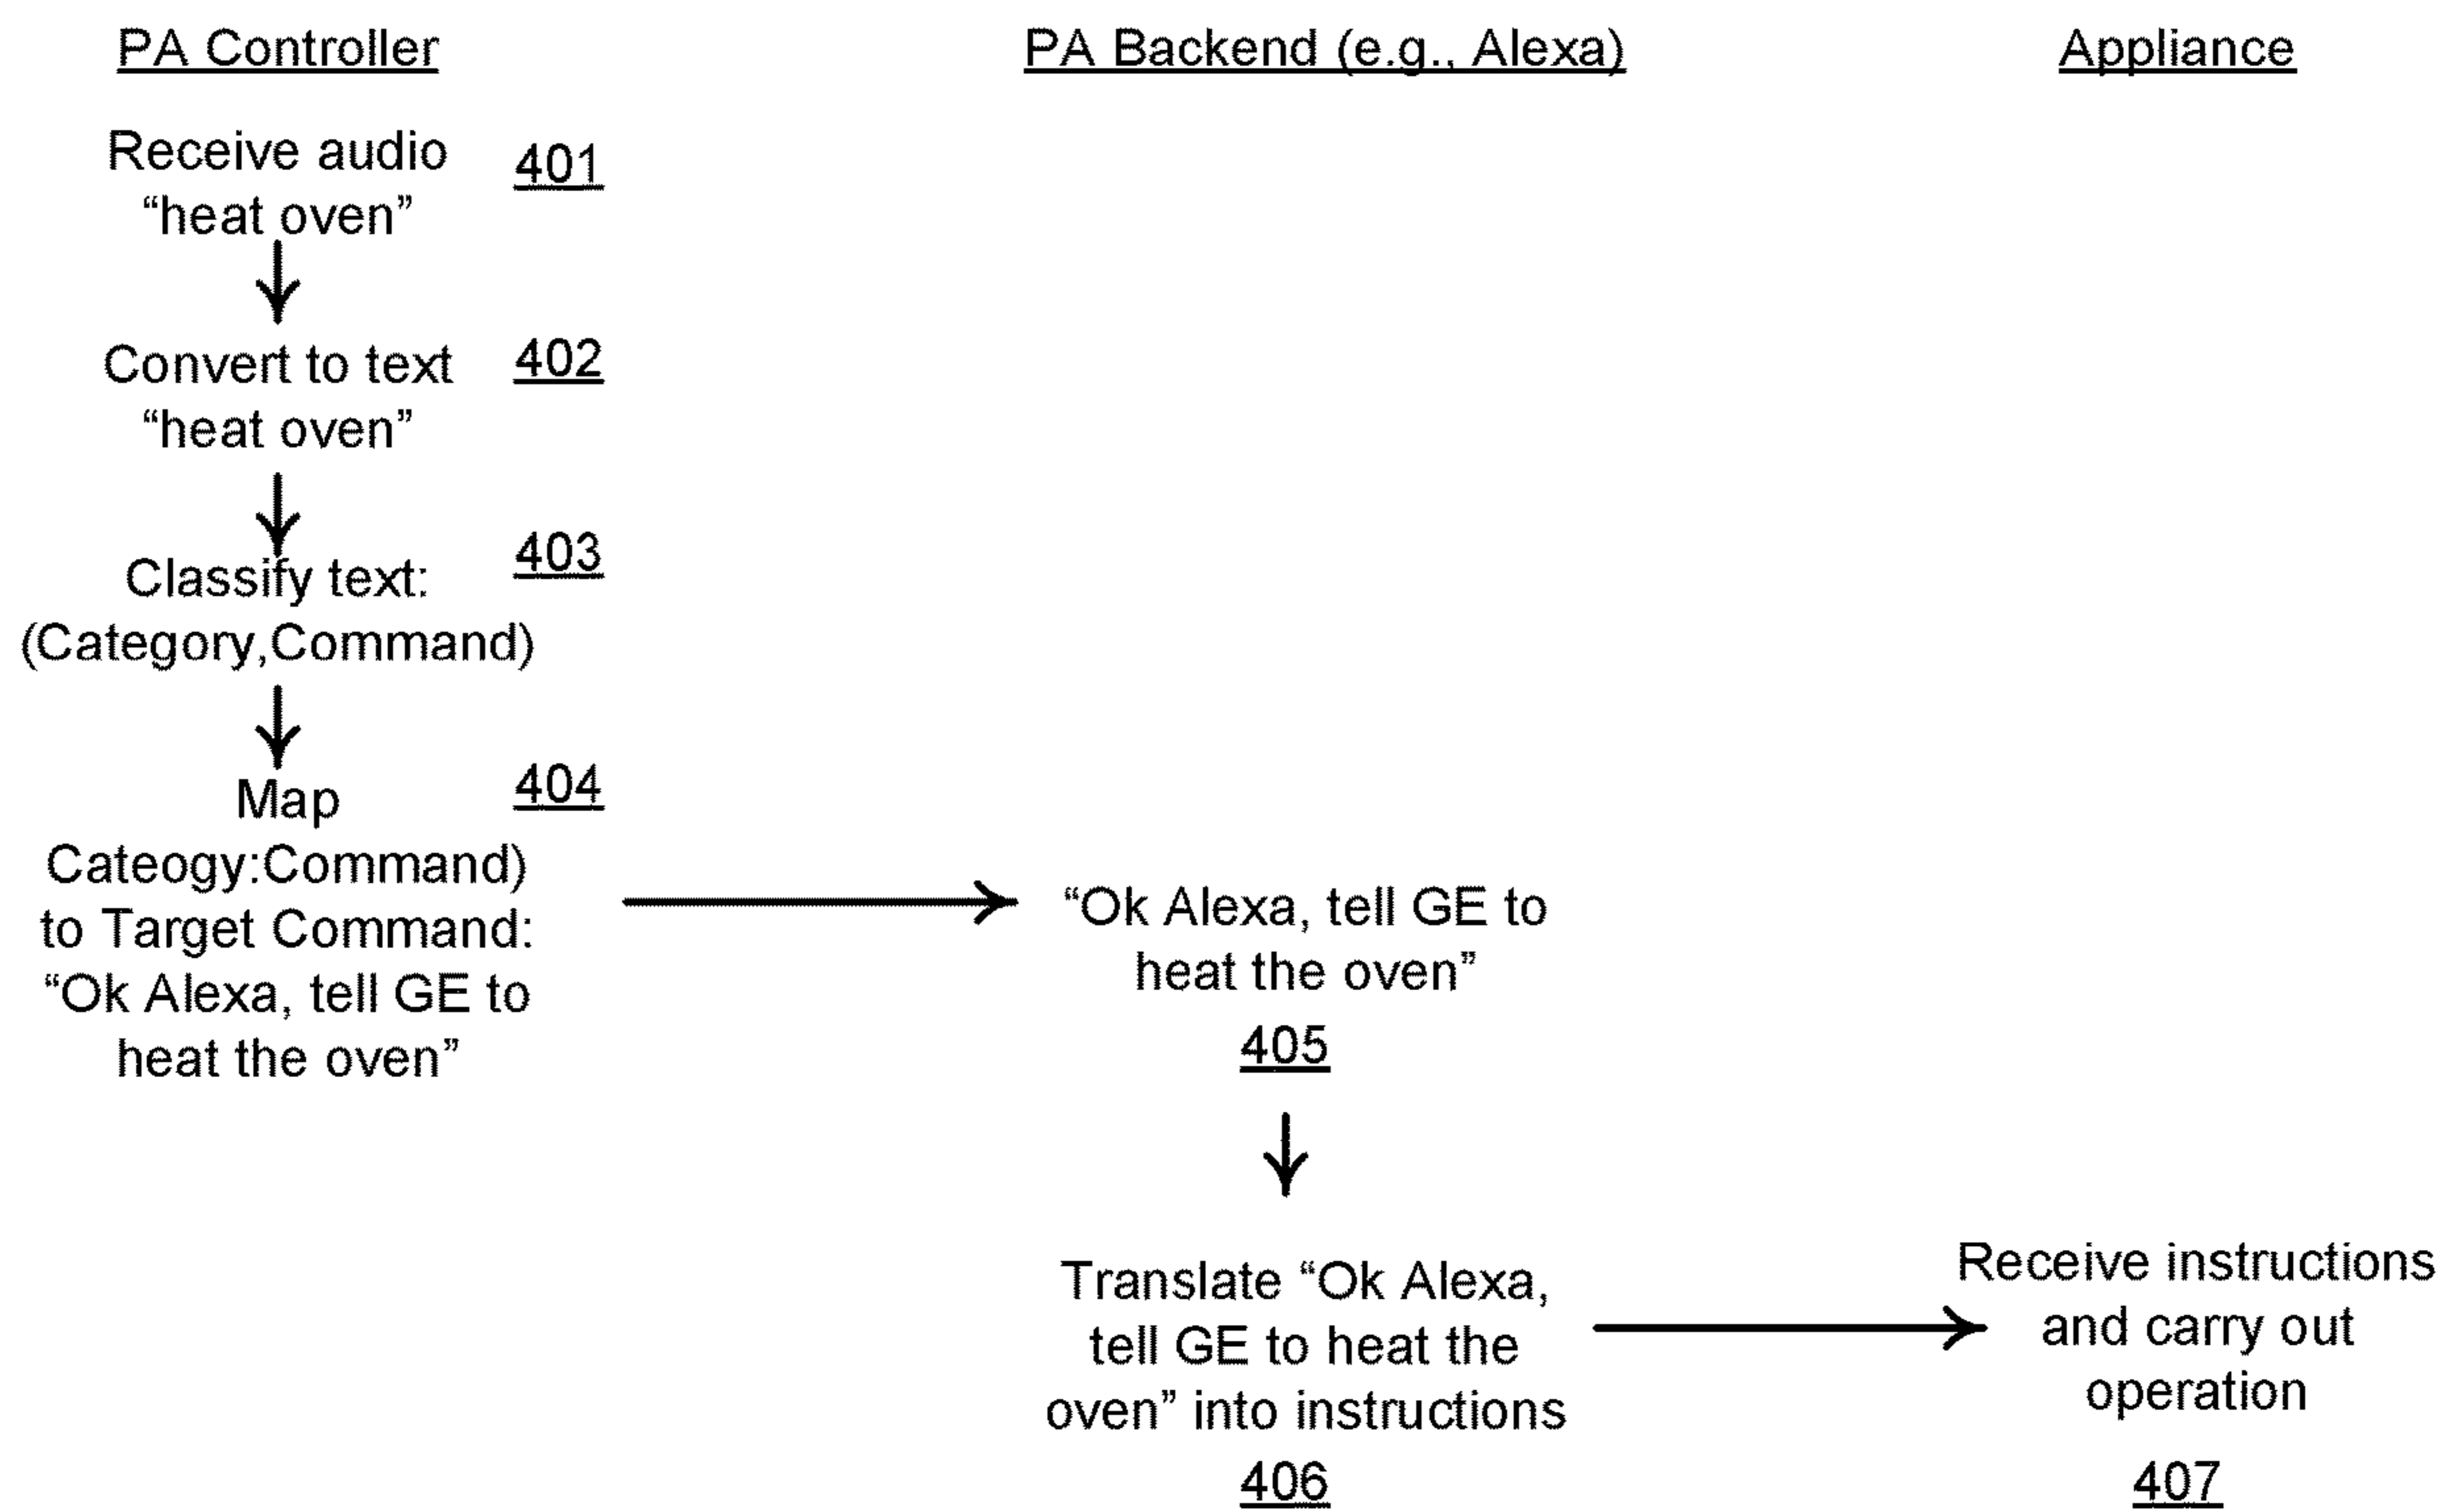 PA Controller
PA Backend (e.g., Alexa)
Appliance
Receive audio
“heat oven”
401
Convert to text
“heat oven”
402
Classify text:
(Category,Command)
403
Map
Cateogy:Command)
to Target Command:
“Ok Alexa, tell GE to
heat the oven”
404
“Ok Alexa, tell GE to
heat the oven”
405
Translate “Ok Alexa,
tell GE to heat the
oven” into instructions
406
Receive instructions
and carry out
operation
407